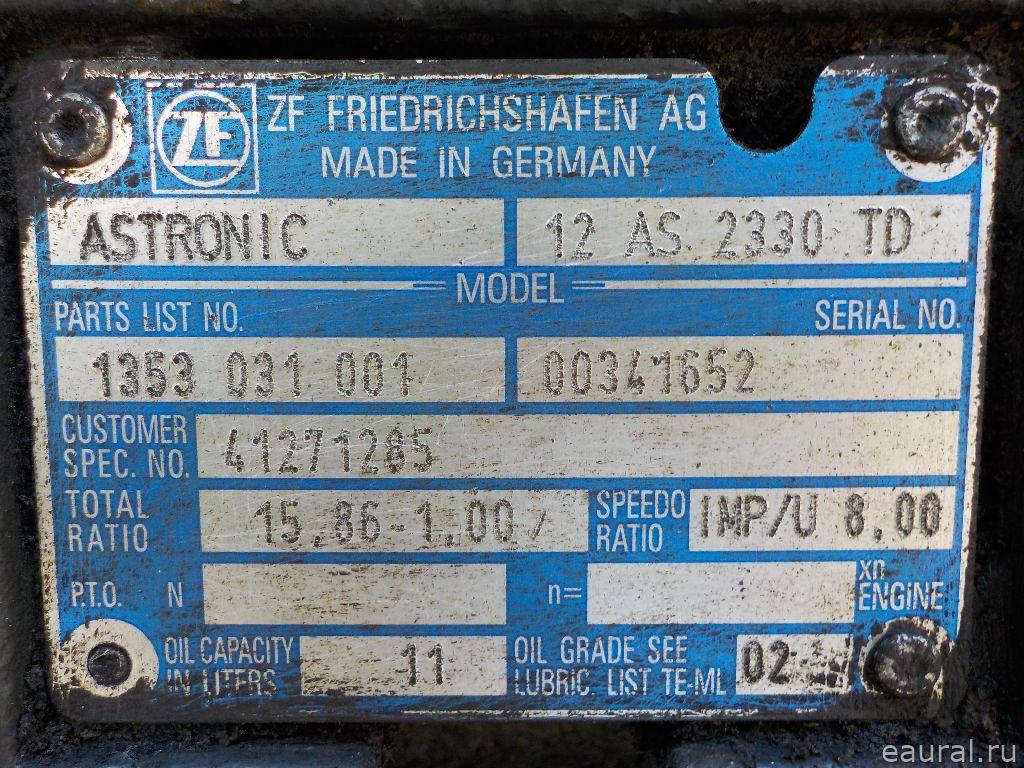 ZF
ZF FRIEDRICHSHAFEN AG
MADE IN GERMANY
ASTRONIC 12 AS 2330 TD
MODEL
PARTS LIST NO. SERIAL NO.
1353 031 001 00341652
CUSTOMER
SPEC. NO. 41271285
TOTAL
RATIO 15,86-1,00 / SPEEDO
RATIO IMP/U 8,00
P.T.O. N n= xn
ENGINE
OIL CAPACITY
IN LITERS 11 OIL GRADE SEE
LUBRIC. LIST TE-ML 02
eaural.ru